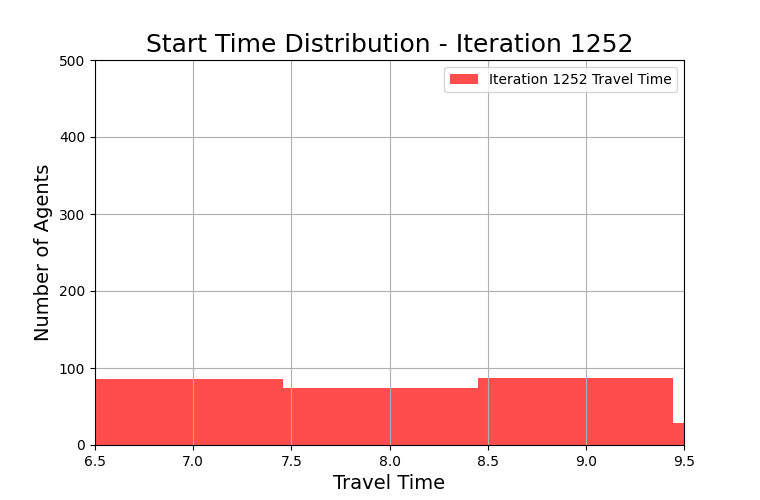 Start Time Distribution - Iteration 1252
500
400
300
200
100
0
Number of Agents
Iteration 1252 Travel Time
6.5 7.0 7.5 8.0 8.5 9.0 9.5
Travel Time